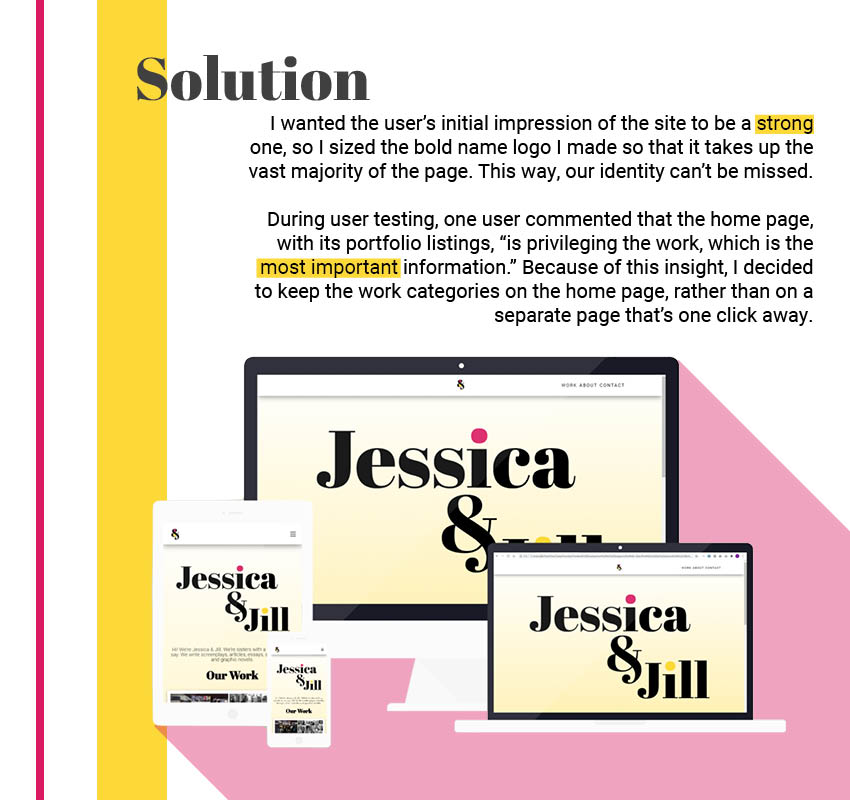 Solution
I wanted the user’s initial impression of the site to be a strong
one, so I sized the bold name logo I made so that it takes up the
vast majority of the page. This way, our identity can’t be missed.
During user testing, one user commented that the home page,
with its portfolio listings, “is privileging the work, which is the
most important information.” Because of this insight, I decided
to keep the work categories on the home page, rather than on a
separate page that’s one click away.
&
WORK ABOUT CONTACT
Jessica
&
&
Jessica
& Jill
Hi! We're Jessica & Jill. We're sisters with a
say. We write screenplays, articles, essays,
and graphic novels.
Our Work
Jessica
& Jill
Our Work
&
WORK ABOUT CONTACT
Jessica
& Jill